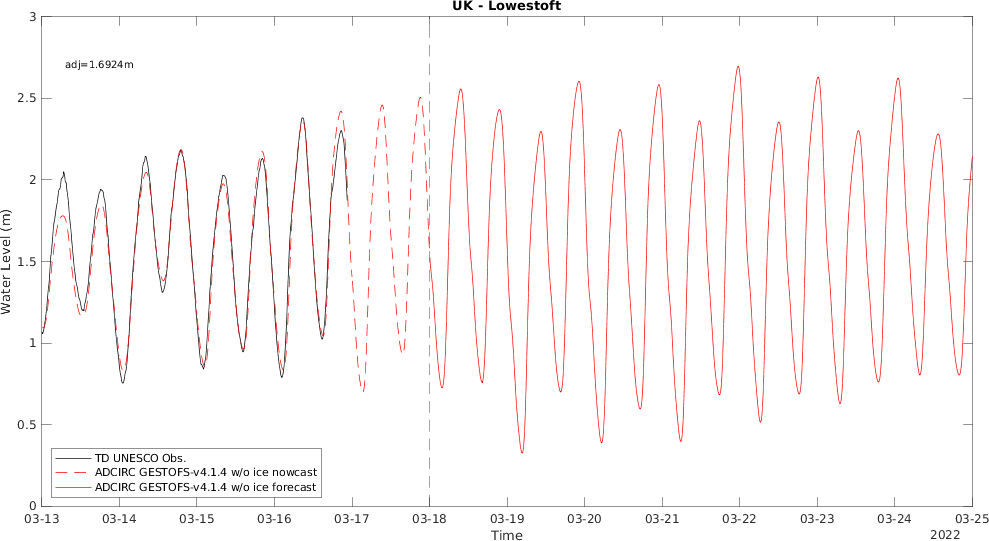 UK - Lowestoft
adj=1.6924m
Water Level (m)
3
2.5
2
1.5
1
0.5
0
TD UNESCO Obs.
ADCIRC GESTOFS-v4.1.4 w/o ice nowcast
ADCIRC GESTOFS-v4.1.4 w/o ice forecast
03-13 03-14 03-15 03-16 03-17 03-18 03-19 03-20 03-21 03-22 03-23 03-24 03-25
Time
2022